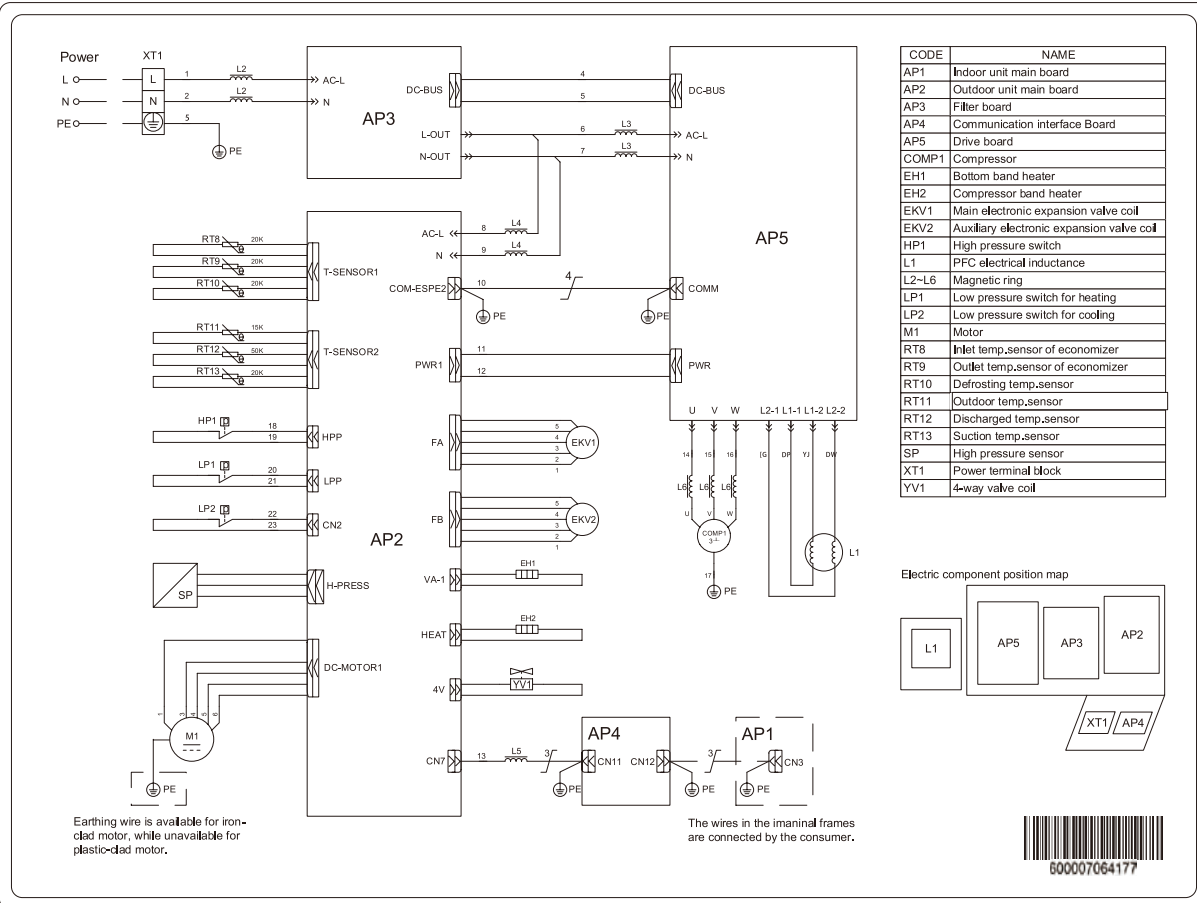 Power
XT1
L
N
PE
L
N
1
2
5
L2
L2
PE
AC-L
N
AP3
DC-BUS
L-OUT
N-OUT
4
5
6
7
L3
L3
DC-BUS
AC-L
N
AP5
COMM
PWR
RT8 20K
RT9 20K
RT10 20K
T-SENSOR1
RT11 15K
RT12 50K
RT13 20K
T-SENSOR2
HP1
18
19
HPP
LP1
20
21
LPP
LP2
22
23
CN2
SP
H-PRESS
DC-MOTOR1
1 3 4 5 6
M1
PE
Earthing wire is available for iron-
clad motor, while unavailable for
plastic-clad motor.
AP2
AC-L
N
8
9
L4
L4
COM-ESPE2
10
4
PE
PE
PWR1
11
12
FA
5
4
3
2
1
EKV1
FB
5
4
3
2
1
EKV2
VA-1
EH1
HEAT
EH2
4V
YV1
CN7
13
L5
3
AP4
CN11
CN12
PE
PE
3
AP1
CN3
PE
The wires in the imaninal frames
are connected by the consumer.
U V W L2-1 L1-1 L1-2 L2-2
14 15 16 DP YJ DW
L6 L6 L6
U V W
COMP1
17
PE
L1
CODE NAME
AP1 Indoor unit main board
AP2 Outdoor unit main board
AP3 Filter board
AP4 Communication interface Board
AP5 Drive board
COMP1 Compressor
EH1 Bottom band heater
EH2 Compressor band heater
EKV1 Main electronic expansion valve coil
EKV2 Auxiliary electronic expansion valve coil
HP1 High pressure switch
L1 PFC electrical inductance
L2~L6 Magnetic ring
LP1 Low pressure switch for heating
LP2 Low pressure switch for cooling
M1 Motor
RT8 Inlet temp.sensor of economizer
RT9 Outlet temp.sensor of economizer
RT10 Defrosting temp.sensor
RT11 Outdoor temp.sensor
RT12 Discharged temp.sensor
RT13 Suction temp.sensor
SP High pressure sensor
XT1 Power terminal block
YV1 4-way valve coil
Electric component position map
L1
AP5
AP3
AP2
XT1
AP4
600007064177